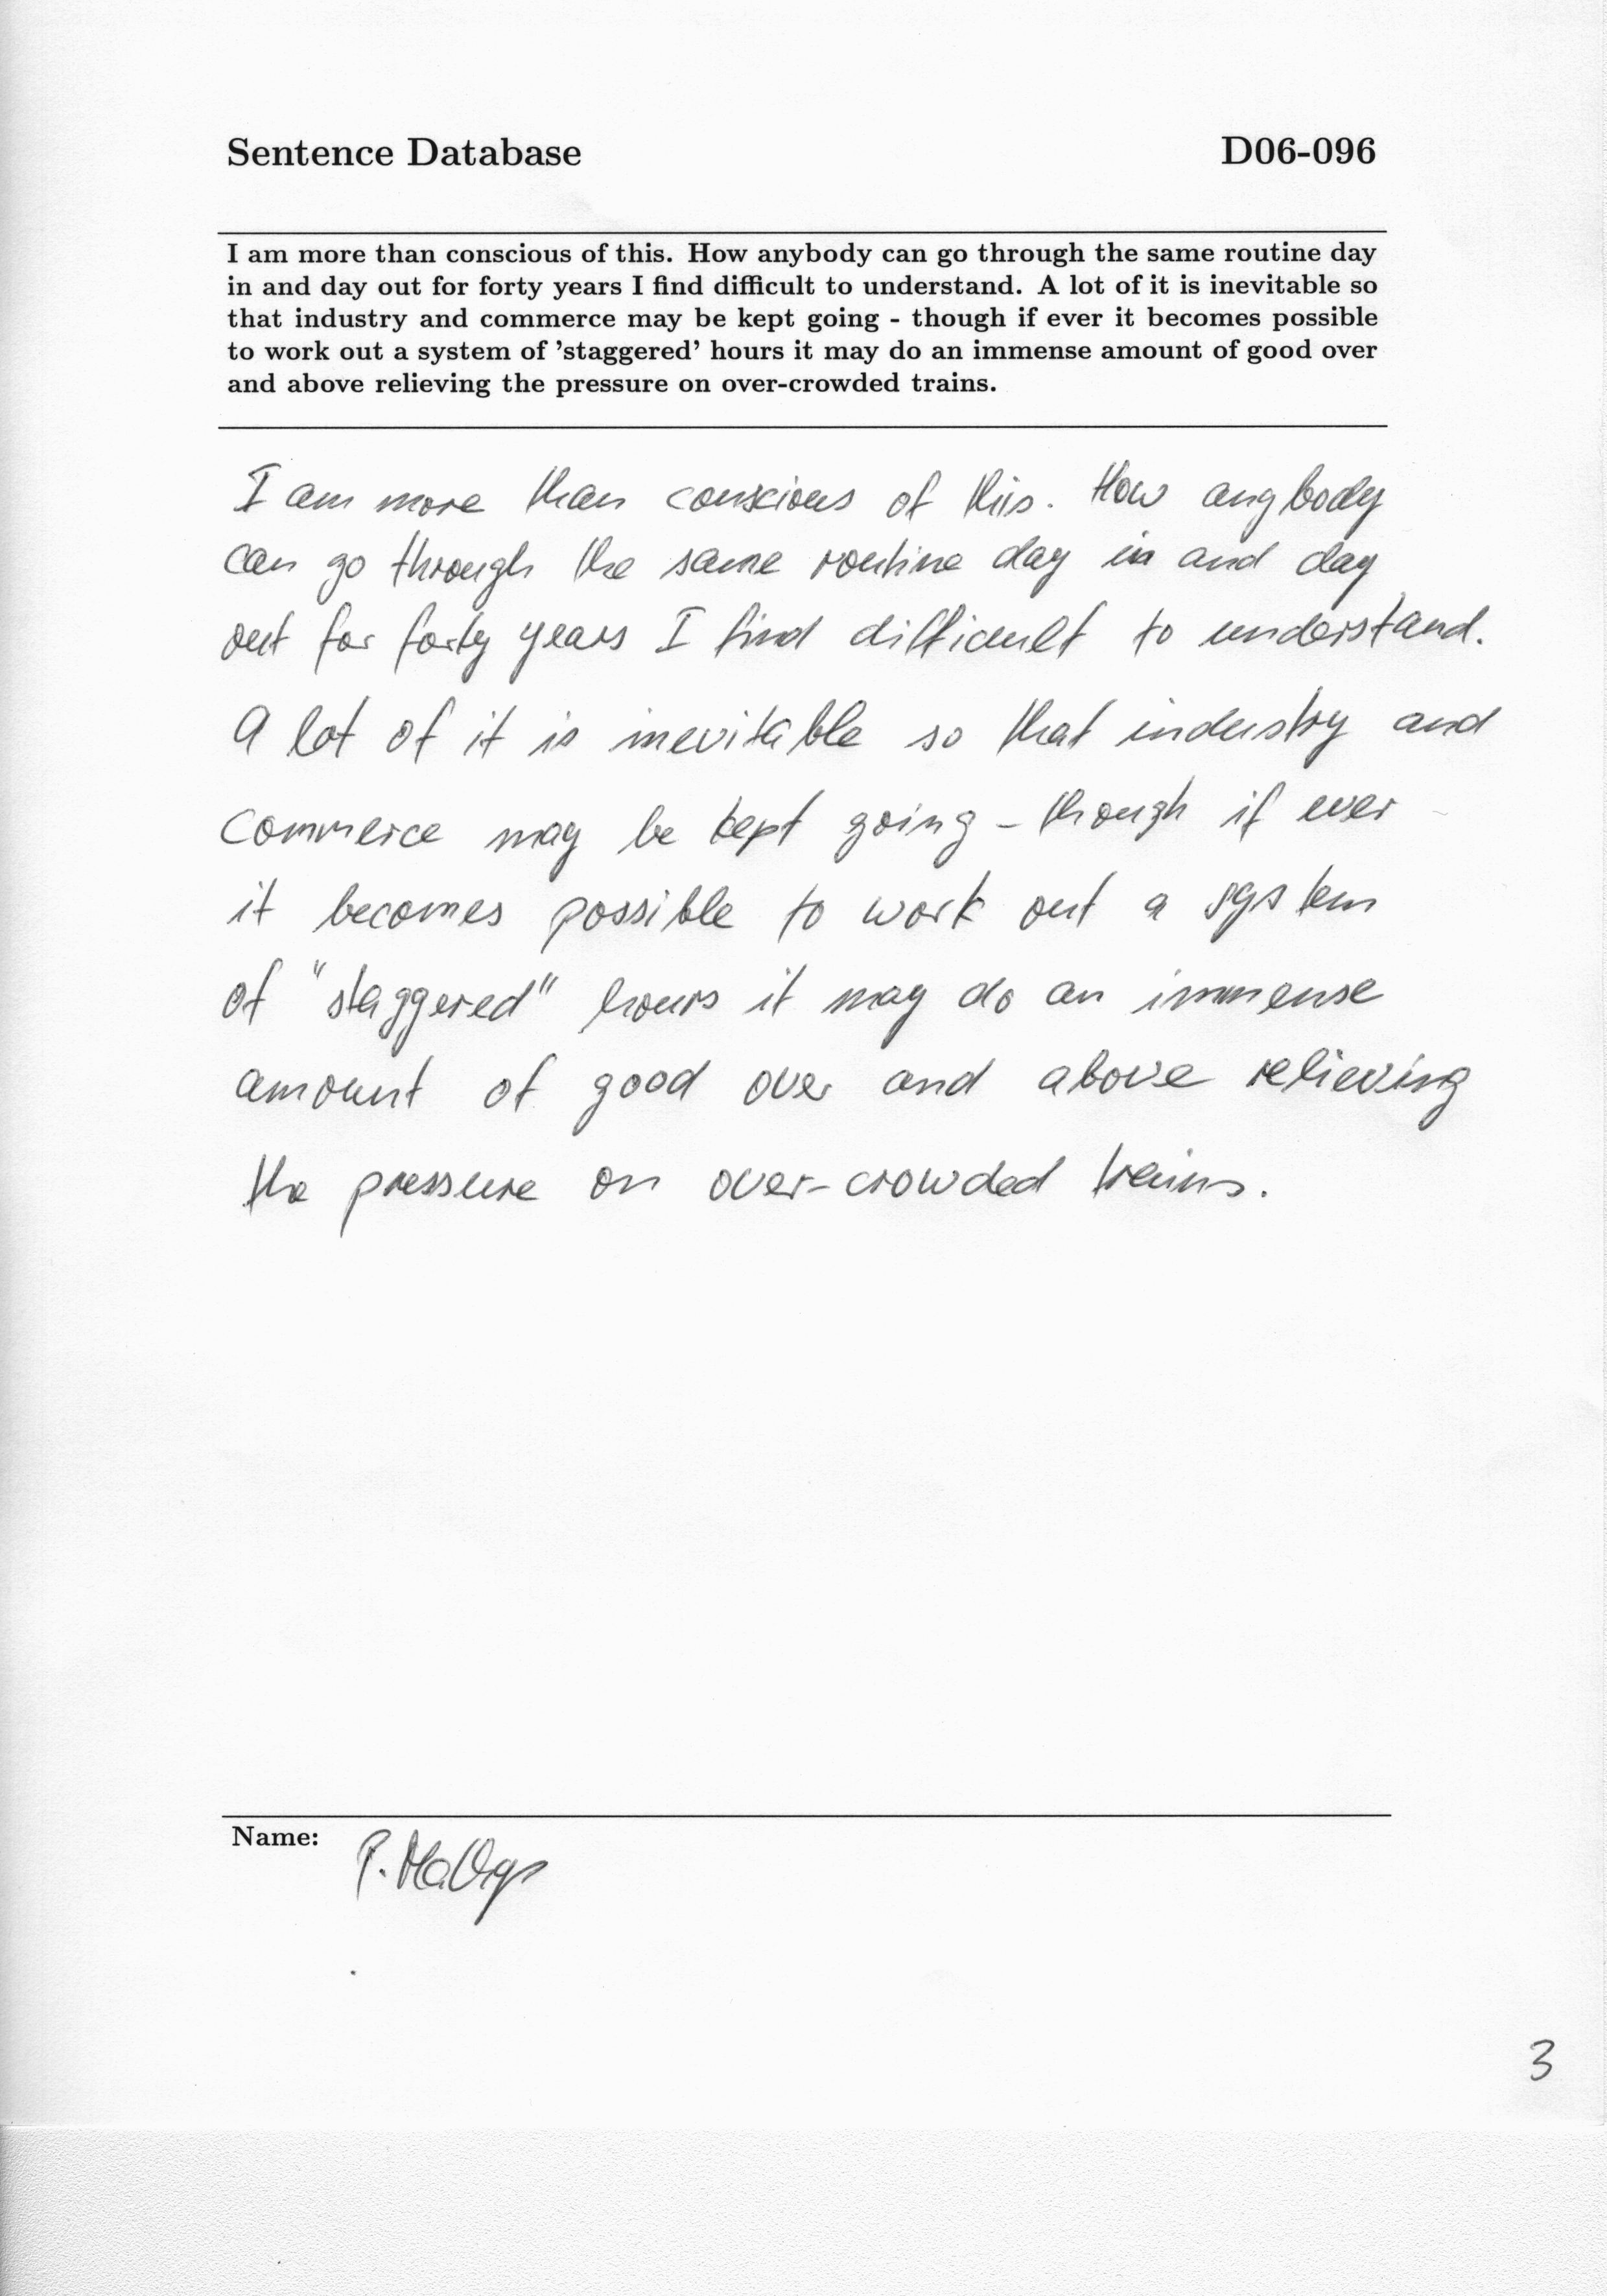 Sentence Database D06-096
I am more than conscious of this. How anybody can go through the same routine day
in and day out for forty years I find difficult to understand. A lot of it is inevitable so
that industry and commerce may be kept going - though if ever it becomes possible
to work out a system of 'staggered' hours it may do an immense amount of good over
and above relieving the pressure on over-crowded trains.
I am more than conscious of this. How anybody
can go through the same routine day in and day
out for forty years I find difficult to understand.
A lot of it is inevitable so that industry and
commerce may be kept going - though if ever
it becomes possible to work out a system
of "staggered" hours it may do an immense
amount of good over and above relieving
the pressure on over-crowded trains.
Name: P.
3